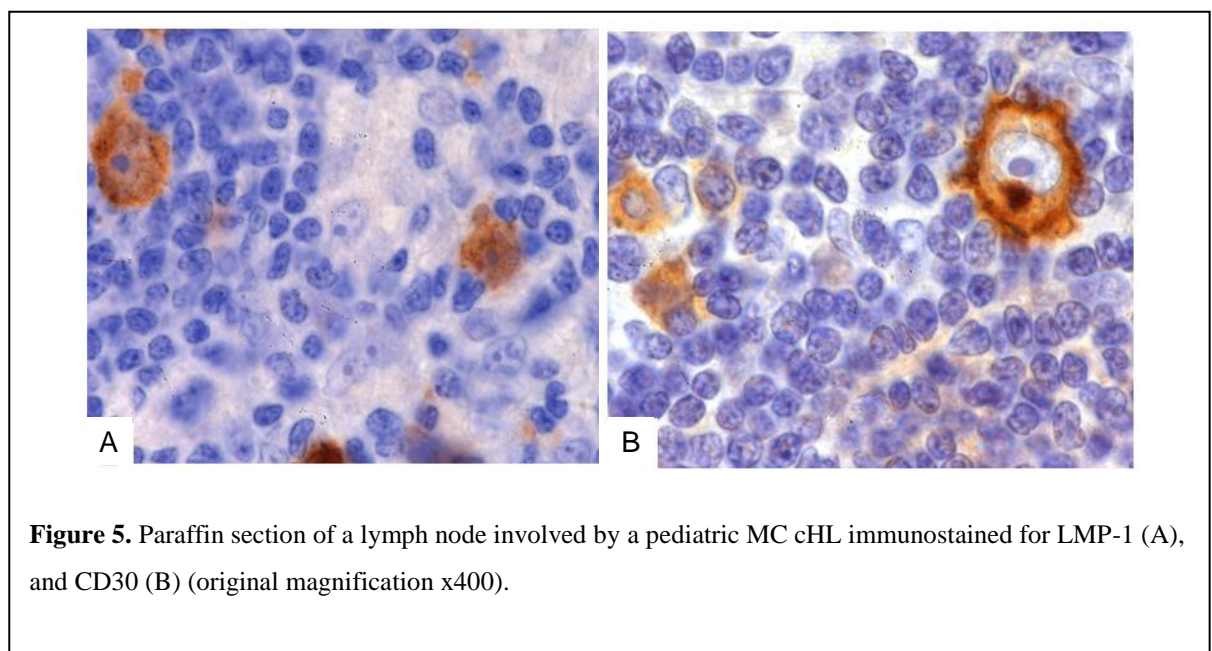 A
B
Figure 5. Paraffin section of a lymph node involved by a pediatric MC cHL immunostained for LMP-1 (A),
and CD30 (B) (original magnification x400).